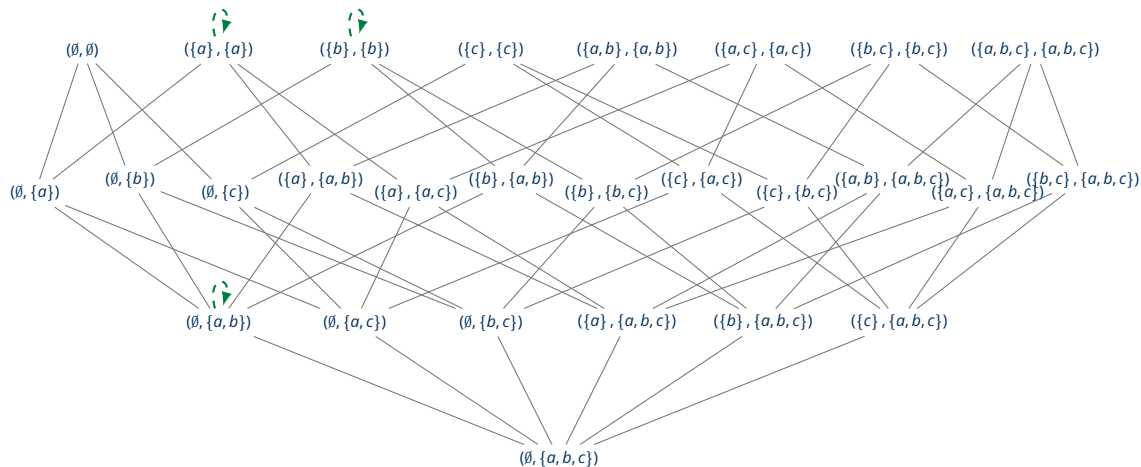 (∅,∅) ({a},{a}) ({b},{b}) ({c},{c}) ({a,b},{a,b}) ({a,c},{a,c}) ({b,c},{b,c}) ({a,b,c},{a,b,c})
(∅,{a}) (∅,{b}) (∅,{c}) ({a},{a,b}) ({a},{a,c}) ({b},{a,b}) ({b},{b,c}) ({c},{a,c}) ({c},{b,c}) ({a,b},{a,b,c}) ({a,c},{a,b,c}) ({b,c},{a,b,c})
(∅,{a,b}) (∅,{a,c}) (∅,{b,c}) ({a},{a,b,c}) ({b},{a,b,c}) ({c},{a,b,c})
(∅,{a,b,c})